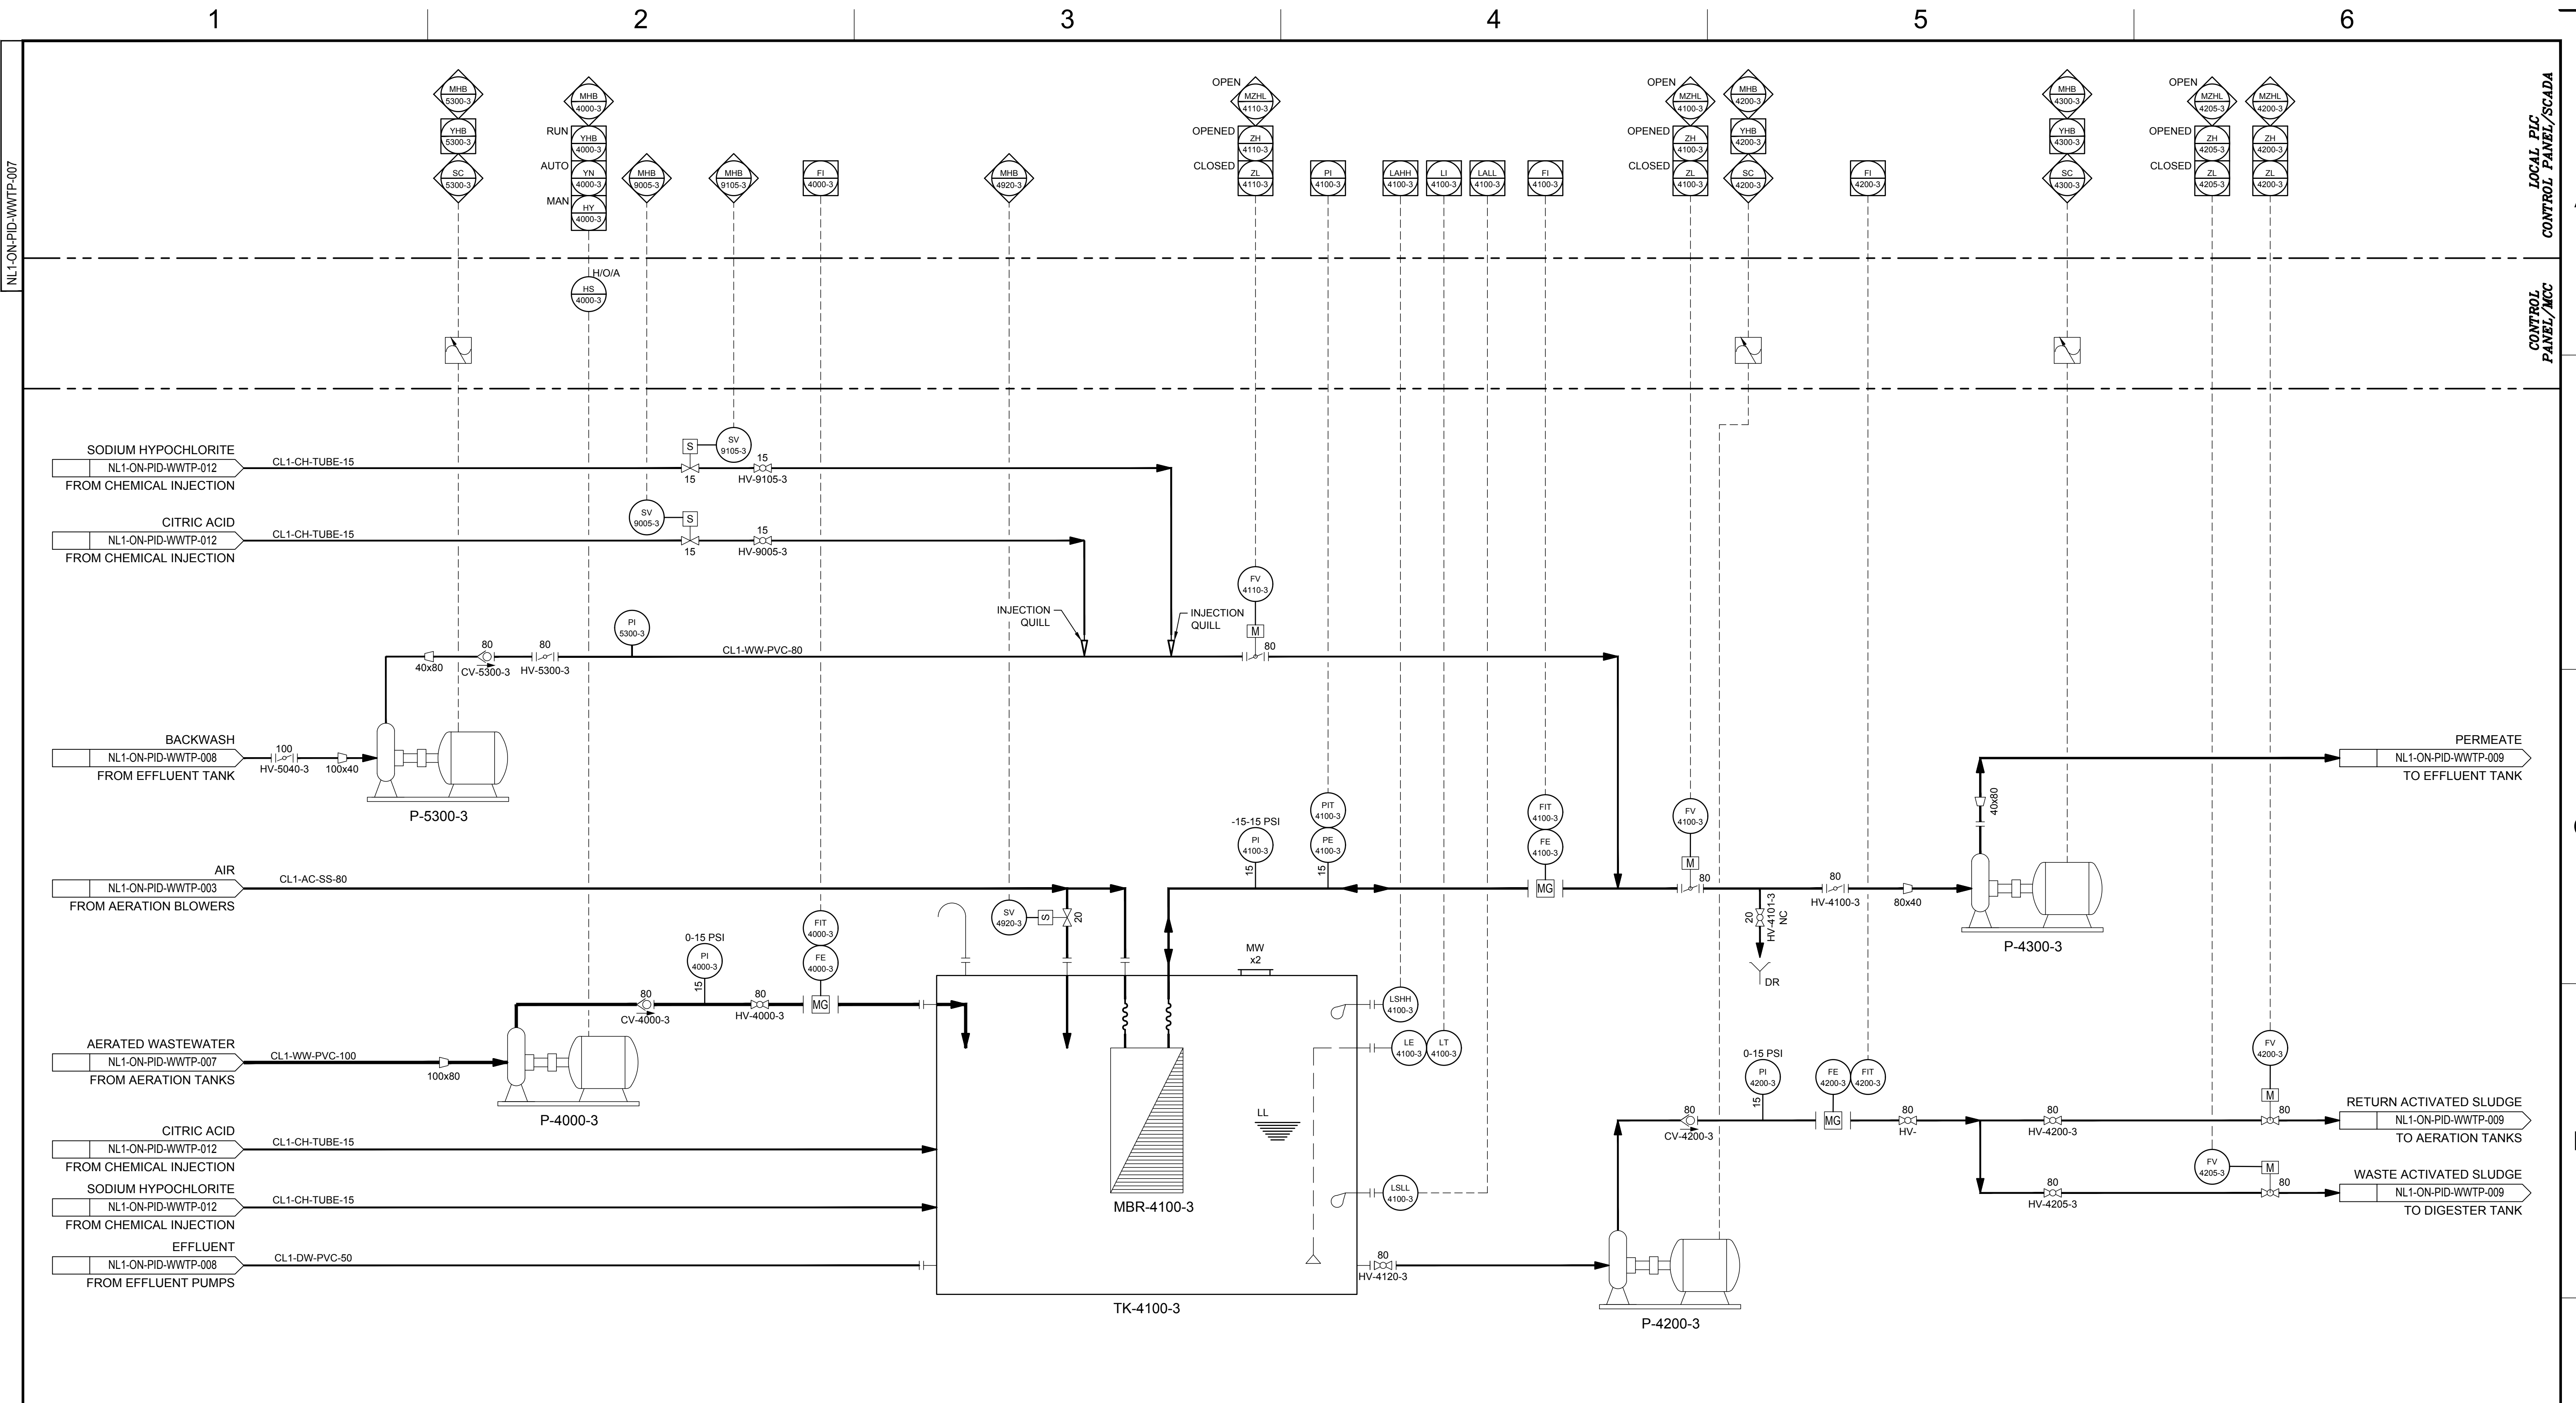 1
2
3
4
5
6
NL1-ON-PID-WWTP-007
LOCAL PLC
CONTROL PANEL/SCADA
CONTROL
PANEL/MCC
MHB
5300-3
YHB
5300-3
SC
5300-3
MHB
4000-3
RUN
YHB
4000-3
AUTO
YN
4000-3
MAN
HY
4000-3
MHB
9005-3
MHB
9105-3
FI
4000-3
MHB
4920-3
OPEN
MZHL
4110-3
OPENED
ZH
4110-3
CLOSED
ZL
4110-3
PI
4100-3
LAHH
4100-3
LI
4100-3
LALL
4100-3
FI
4100-3
OPEN
MZHL
4100-3
OPENED
ZH
4100-3
CLOSED
ZL
4100-3
MHB
4200-3
YHB
4200-3
SC
4200-3
FI
4200-3
MHB
4300-3
YHB
4300-3
SC
4300-3
OPEN
MZHL
4205-3
OPENED
ZH
4205-3
CLOSED
ZL
4205-3
MZHL
4200-3
ZH
4200-3
ZL
4200-3
H/O/A
HS
4000-3
SODIUM HYPOCHLORITE
NL1-ON-PID-WWTP-012
FROM CHEMICAL INJECTION
CL1-CH-TUBE-15
S
SV
9105-3
15
15
HV-9105-3
CITRIC ACID
NL1-ON-PID-WWTP-012
FROM CHEMICAL INJECTION
CL1-CH-TUBE-15
SV
9005-3
S
15
15
HV-9005-3
INJECTION
QUILL
INJECTION
QUILL
FV
4110-3
M
80
PI
5300-3
40x80
80
CV-5300-3
80
HV-5300-3
CL1-WW-PVC-80
BACKWASH
NL1-ON-PID-WWTP-008
FROM EFFLUENT TANK
100
HV-5040-3
100x40
P-5300-3
PERMEATE
NL1-ON-PID-WWTP-009
TO EFFLUENT TANK
40x80
AIR
NL1-ON-PID-WWTP-003
FROM AERATION BLOWERS
CL1-AC-SS-80
SV
4920-3
S
20
-15-15 PSI
PI
4100-3
PIT
4100-3
PE
4100-3
15
15
FIT
4100-3
FE
4100-3
MG
FV
4100-3
M
80
20
HV-4101-3
NC
DR
80
HV-4100-3
80x40
P-4300-3
0-15 PSI
PI
4000-3
15
FIT
4000-3
FE
4000-3
MG
80
CV-4000-3
80
HV-4000-3
MW
x2
AERATED WASTEWATER
NL1-ON-PID-WWTP-007
FROM AERATION TANKS
CL1-WW-PVC-100
100x80
P-4000-3
LSHH
4100-3
LE
4100-3
LT
4100-3
LL
LSLL
4100-3
MBR-4100-3
CITRIC ACID
NL1-ON-PID-WWTP-012
FROM CHEMICAL INJECTION
CL1-CH-TUBE-15
SODIUM HYPOCHLORITE
NL1-ON-PID-WWTP-012
FROM CHEMICAL INJECTION
CL1-CH-TUBE-15
EFFLUENT
NL1-ON-PID-WWTP-008
FROM EFFLUENT PUMPS
CL1-DW-PVC-50
TK-4100-3
80
HV-4120-3
P-4200-3
80
CV-4200-3
0-15 PSI
PI
4200-3
15
FE
4200-3
FIT
4200-3
MG
80
HV-
80
HV-4200-3
FV
4200-3
M
80
RETURN ACTIVATED SLUDGE
NL1-ON-PID-WWTP-009
TO AERATION TANKS
80
HV-4205-3
FV
4205-3
M
80
WASTE ACTIVATED SLUDGE
NL1-ON-PID-WWTP-009
TO DIGESTER TANK